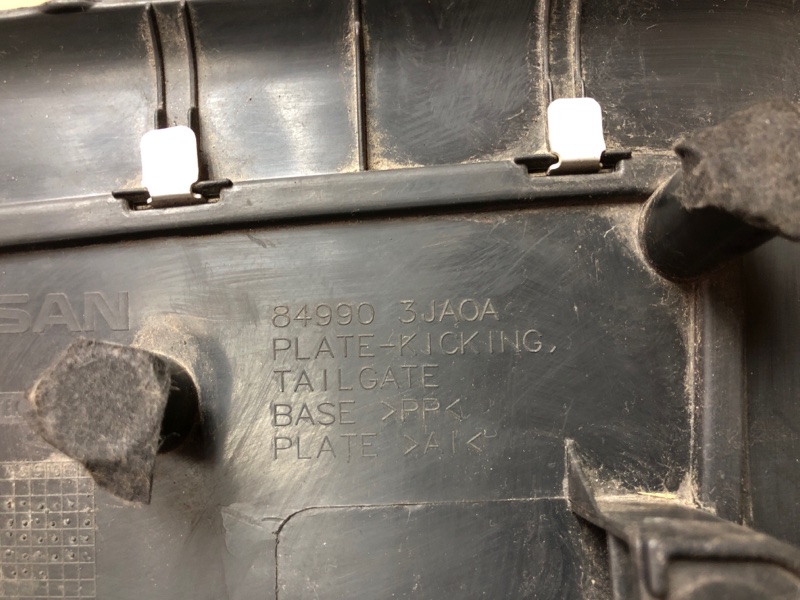 SAN
84990 3JA0A
PLATE-KICKING,
TAILGATE
BASE >PP<
PLATE >Al<